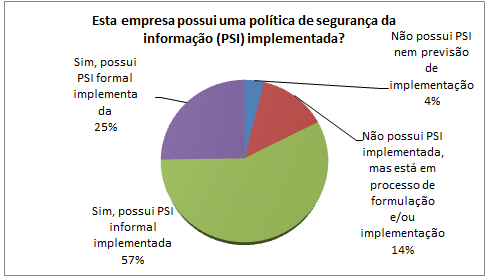 Esta empresa possui uma política de segurança da
informação (PSI) implementada?
Não possui PSI
nem previsão
de
implementação
4%
Não possui PSI
implementada,
mas está em
processo de
formulação
e/ou
implementação
14%
Sim, possui PSI
informal
implementada
57%
Sim, possui
PSI formal
implementa
da
25%